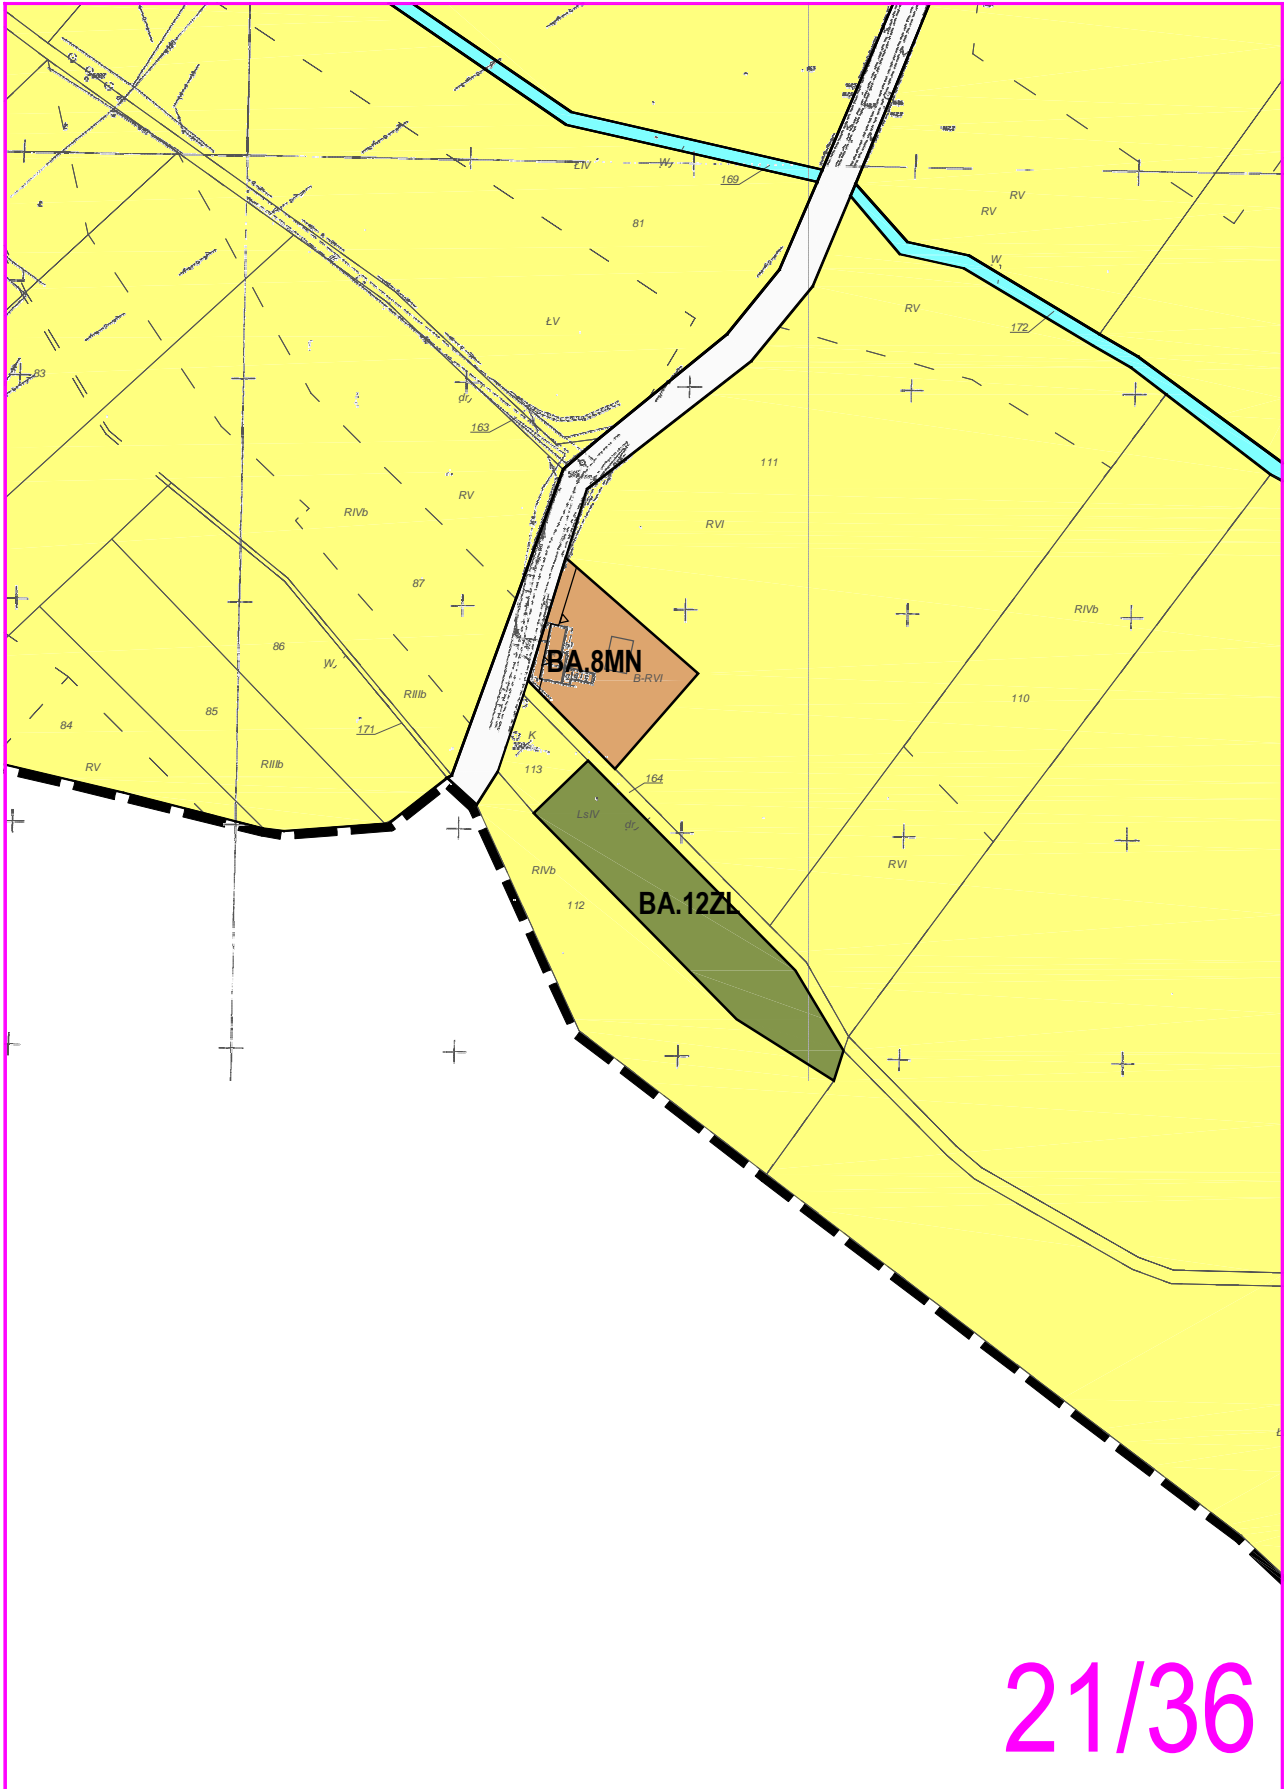 ŁIV
W
169
RV
RV
81
W
RV
ŁV
172
83
dr
163
111
RV
RIVb
RVI
87
RIVb
86
BA.8MN
W
B-RVI
RIIIb
110
85
84
171
K
RV
RIIIb
113
164
LsIV
dr
RVI
RIVb
BA.12ZL
112
21/36